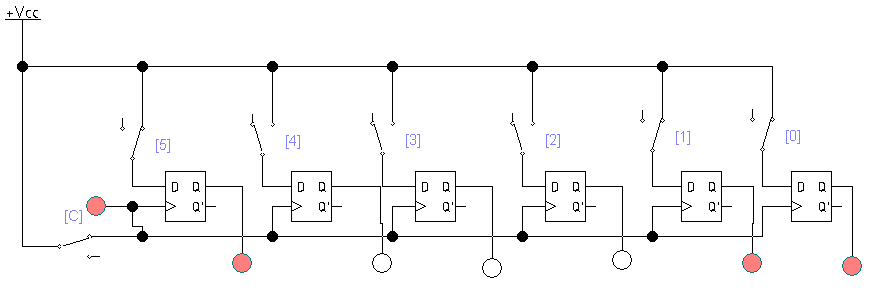 +Vcc
[5]
[4]
[3]
[2]
[1]
[0]
D Q
Q'
D Q
Q'
D Q
Q'
D Q
Q'
D Q
Q'
D Q
Q'
[C]